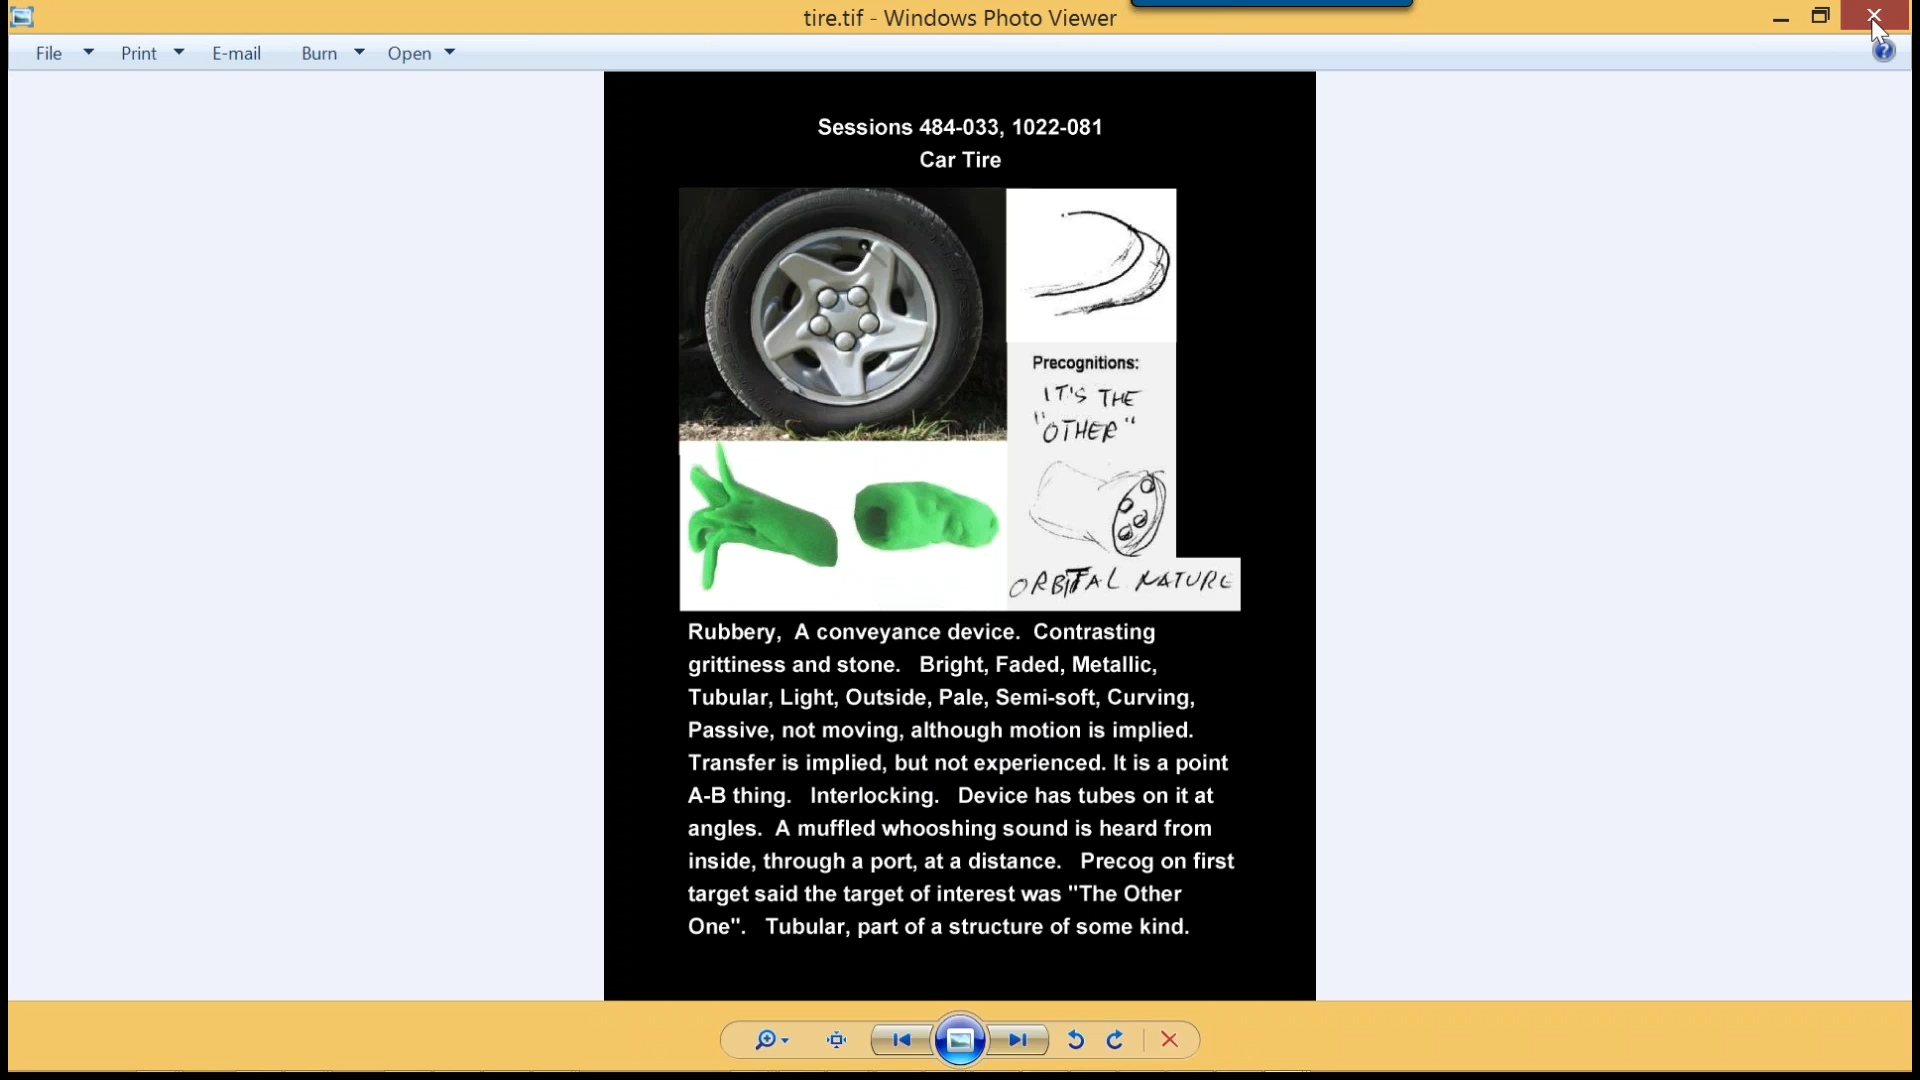 tire.tif - Windows Photo Viewer
File Print E-mail Burn Open
Sessions 484-033, 1022-081
Car Tire
Precognitions:
IT'S THE
"OTHER"
ORBITAL NATURE
Rubbery,  A conveyance device.  Contrasting
grittiness and stone.   Bright, Faded, Metallic,
Tubular, Light, Outside, Pale, Semi-soft, Curving,
Passive, not moving, although motion is implied.
Transfer is implied, but not experienced. It is a point
A-B thing.   Interlocking.   Device has tubes on it at
angles.  A muffled whooshing sound is heard from
inside, through a port, at a distance.   Precog on first
target said the target of interest was "The Other
One".   Tubular, part of a structure of some kind.